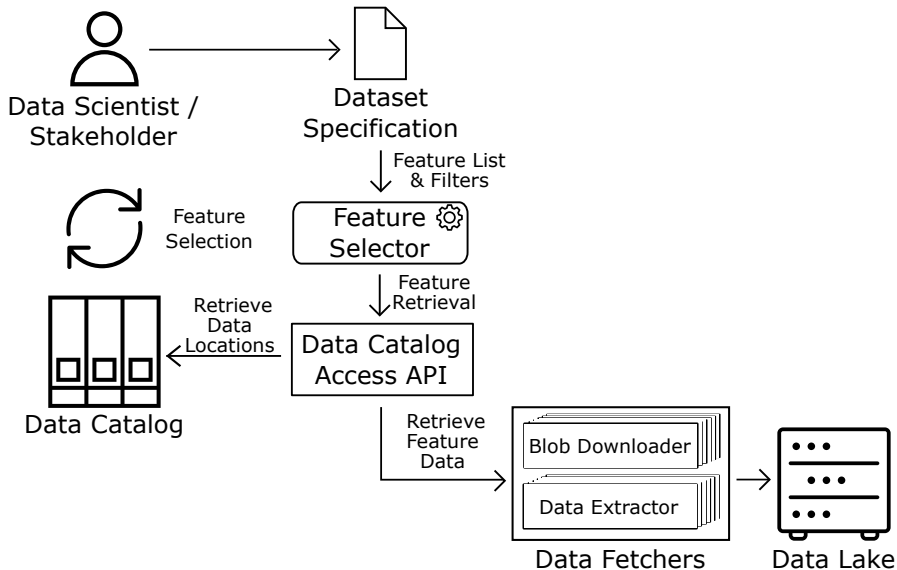 Data Scientist /
Stakeholder
Dataset
Specification
Feature List
& Filters
Feature
Selection
Feature
Selector
Feature
Retrieval
Retrieve
Data
Locations
Data Catalog
Access API
Data Catalog
Retrieve
Feature
Data
Blob Downloader
Data Extractor
Data Fetchers
Data Lake